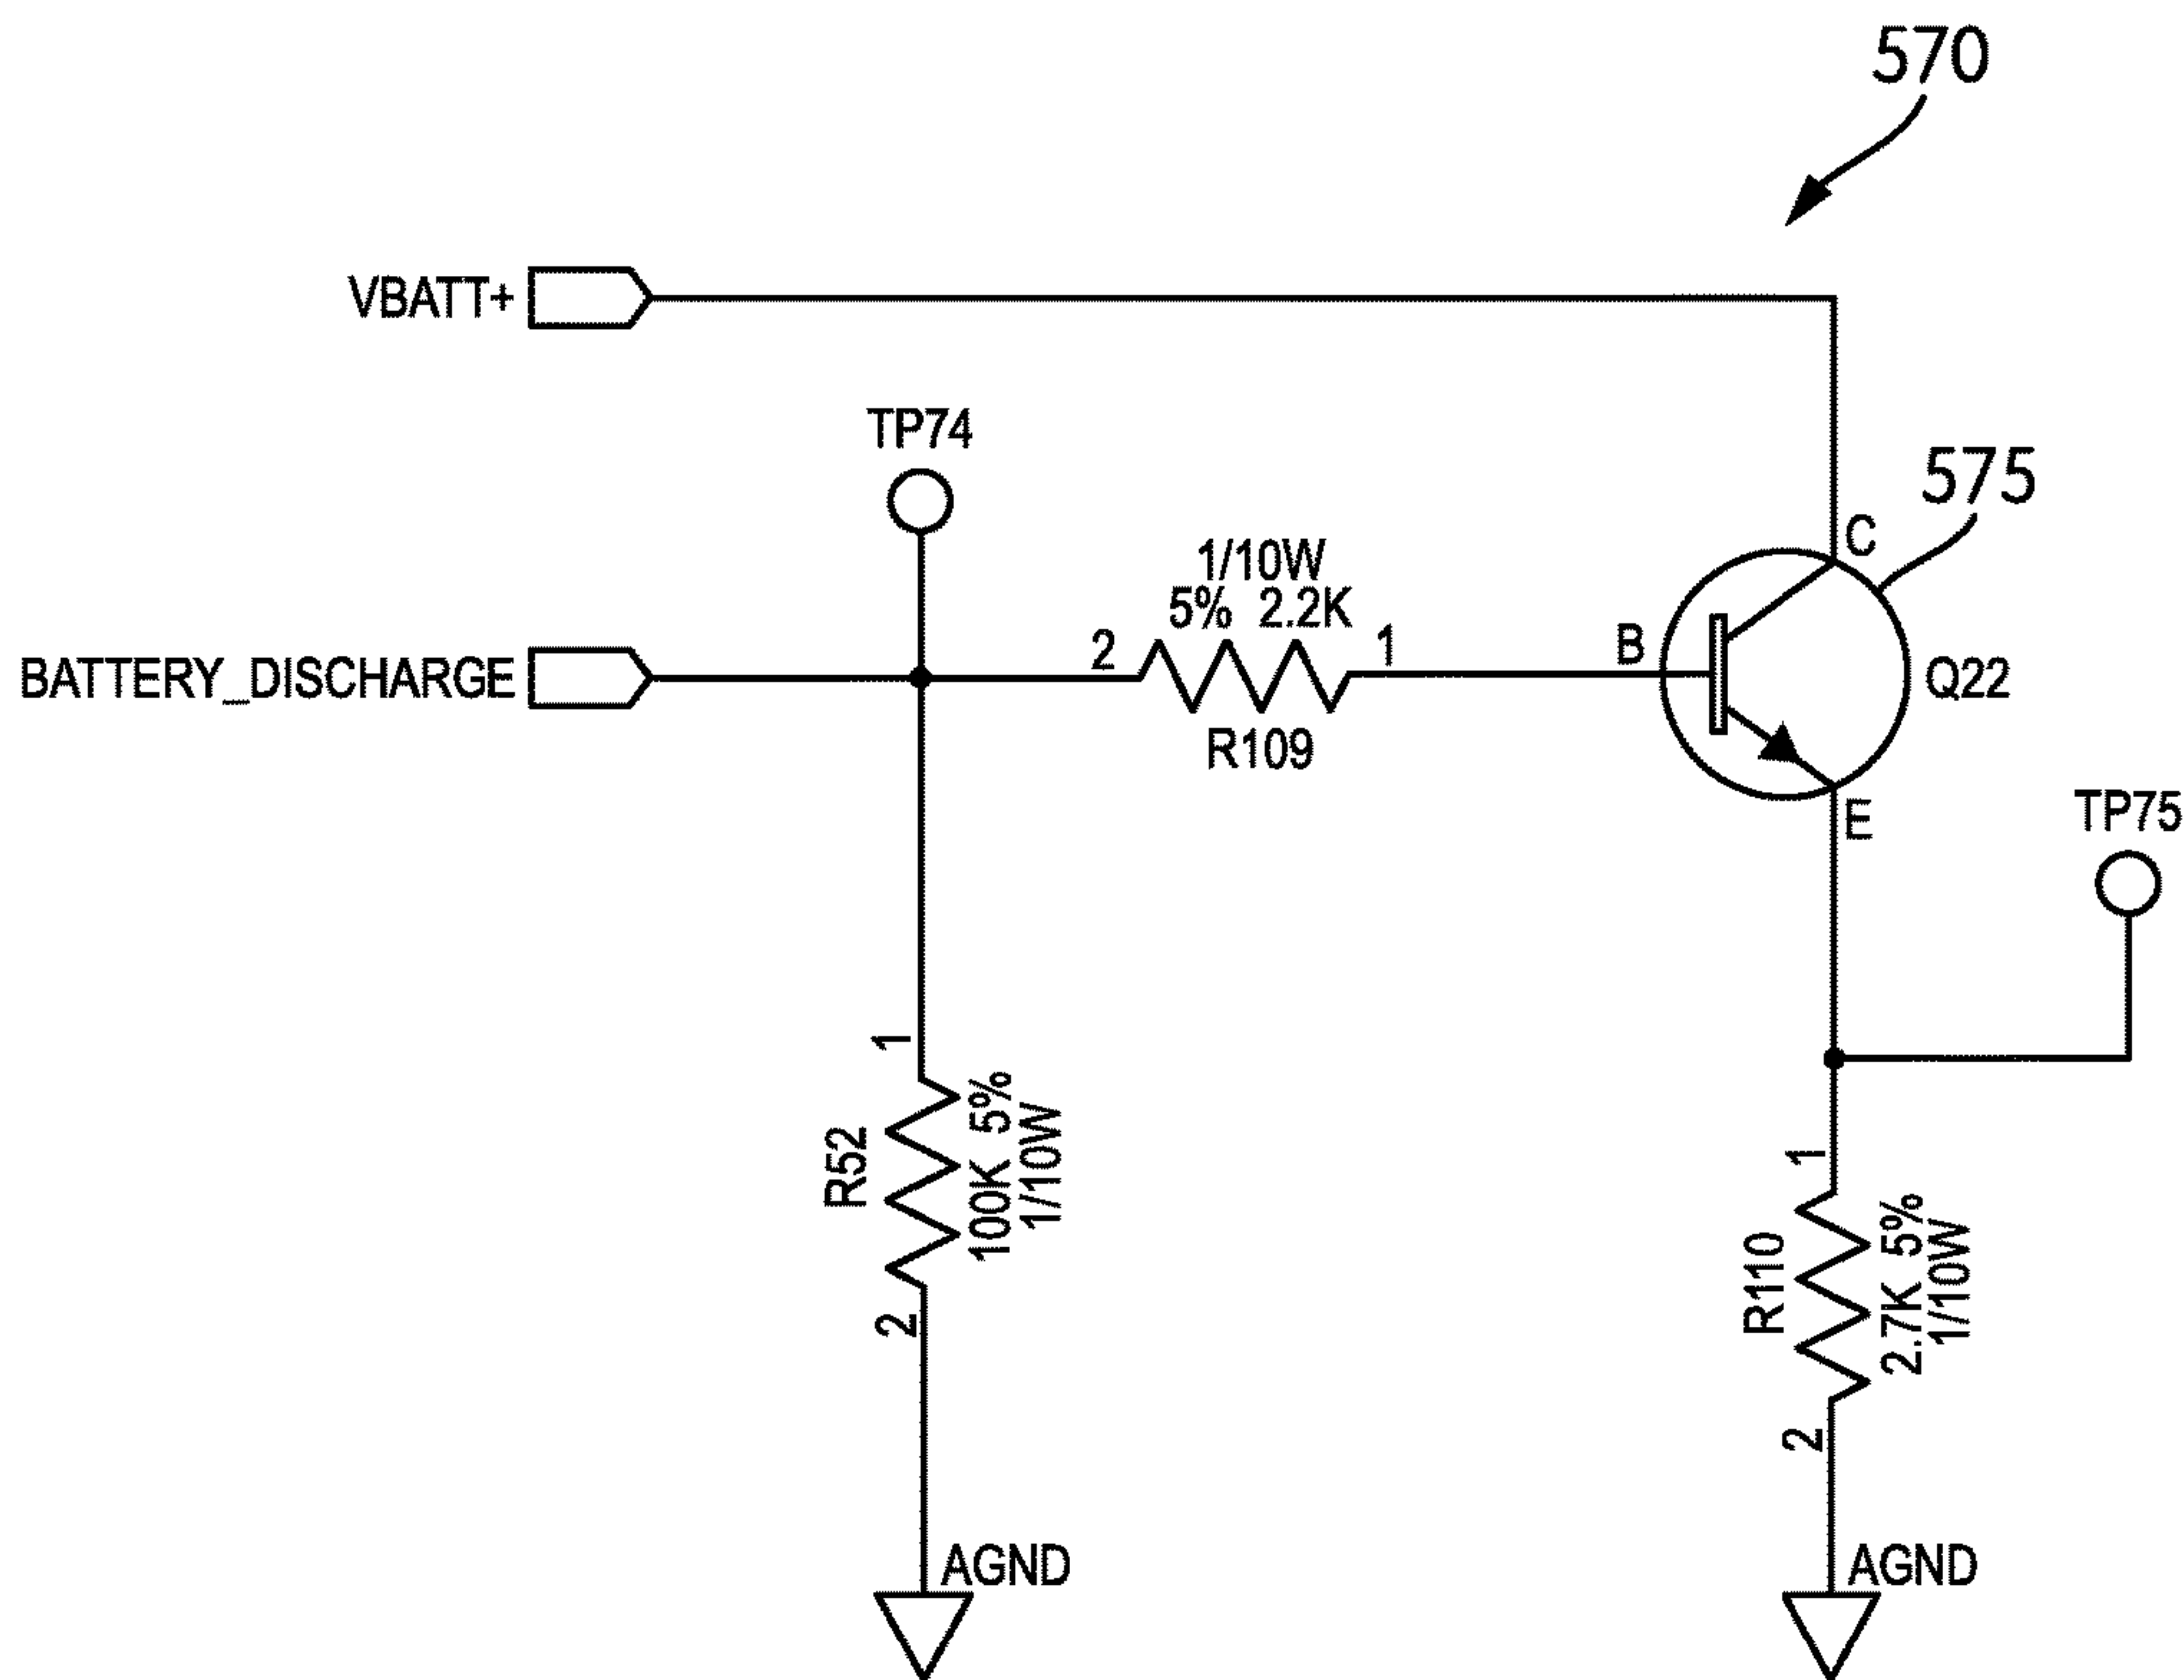 570
VBATT+
TP74
575
C
1/10W
5% 2.2K
BATTERY_DISCHARGE
2
1
B
Q22
R109
E
TP75
1
R52
100K 5%
1/10W
2
1
R110
2.7K 5%
1/10W
2
AGND
AGND